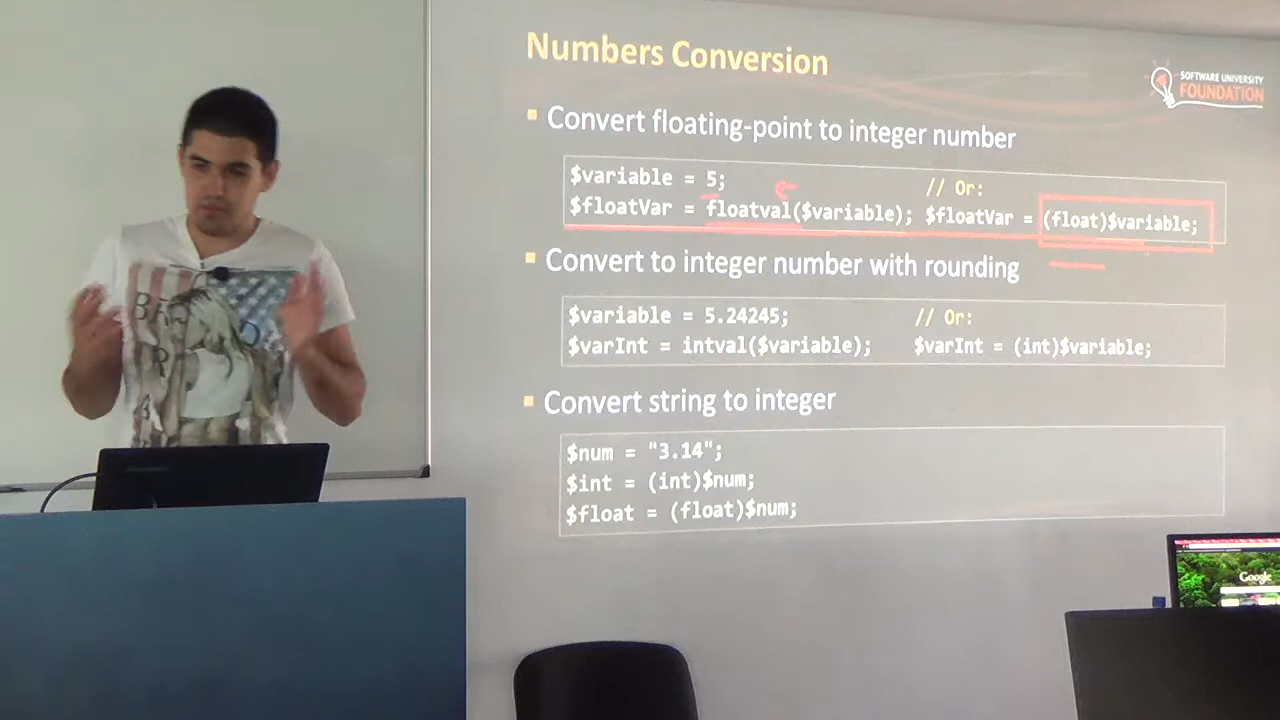 Numbers Conversion
SOFTWARE UNIVERSITY
FOUNDATION
Convert floating-point to integer number
$variable = 5; // Or:
$floatVar = floatval($variable); $floatVar = (float)$variable;
Convert to integer number with rounding
$variable = 5.24245; // Or:
$varInt = intval($variable); $varInt = (int)$variable;
Convert string to integer
$num = "3.14";
$int = (int)$num;
$float = (float)$num;
Google